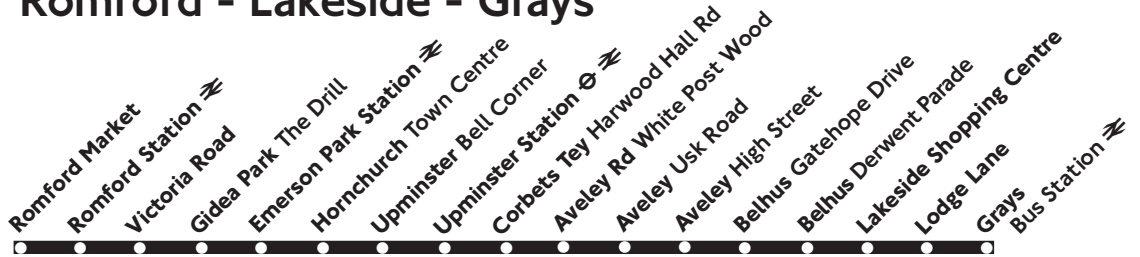 Romford - Lakeside - Grays
Romford Market
Romford Station
Victoria Road
Gidea Park The Drill
Emerson Park Station
Hornchurch Town Centre
Upminster Bell Corner
Upminster Station
Corbets Tey Harwood Hall Rd
Aveley Rd White Post Wood
Aveley Usk Road
Aveley High Street
Belhus Gatehope Drive
Belhus Derwent Parade
Lakeside Shopping Centre
Lodge Lane
Grays
Bus Station